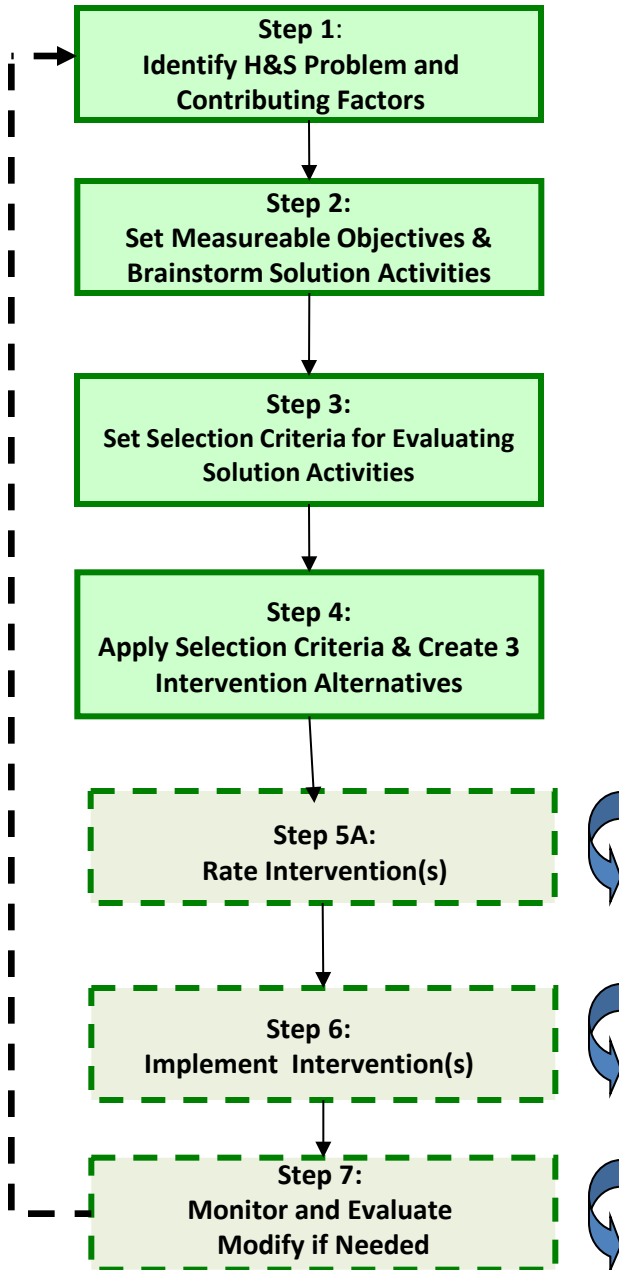 Step 1:
Identify H&S Problem and
Contributing Factors
Step 2:
Set Measureable Objectives &
Brainstorm Solution Activities
Step 3:
Set Selection Criteria for Evaluating
Solution Activities
Step 4:
Apply Selection Criteria & Create 3
Intervention Alternatives
Step 5A:
Rate Intervention(s)
Step 6:
Implement Intervention(s)
Step 7:
Monitor and Evaluate
Modify if Needed